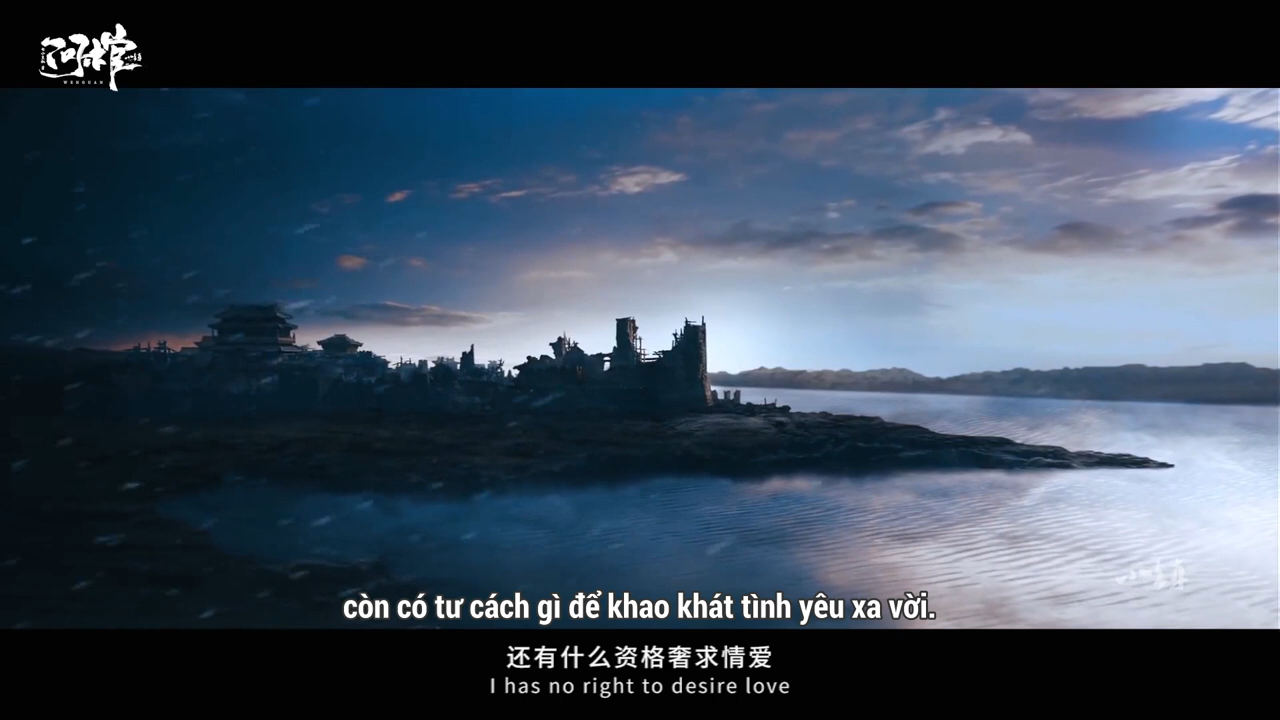 WENGUAN
còn có tư cách gì để khao khát tình yêu xa vời.
还有什么资格奢求情爱
I has no right to desire love